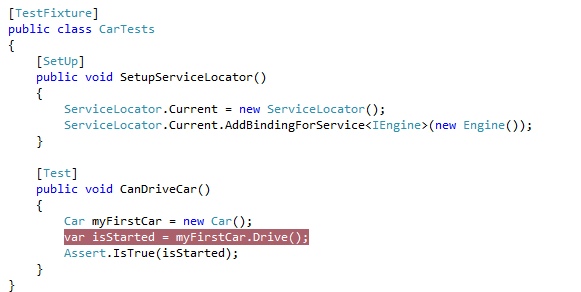 [TestFixture]
public class CarTests
{
    [SetUp]
    public void SetupServiceLocator()
    {
        ServiceLocator.Current = new ServiceLocator();
        ServiceLocator.Current.AddBindingForService<IEngine>(new Engine());
    }

    [Test]
    public void CanDriveCar()
    {
        Car myFirstCar = new Car();
        var isStarted = myFirstCar.Drive();
        Assert.IsTrue(isStarted);
    }
}